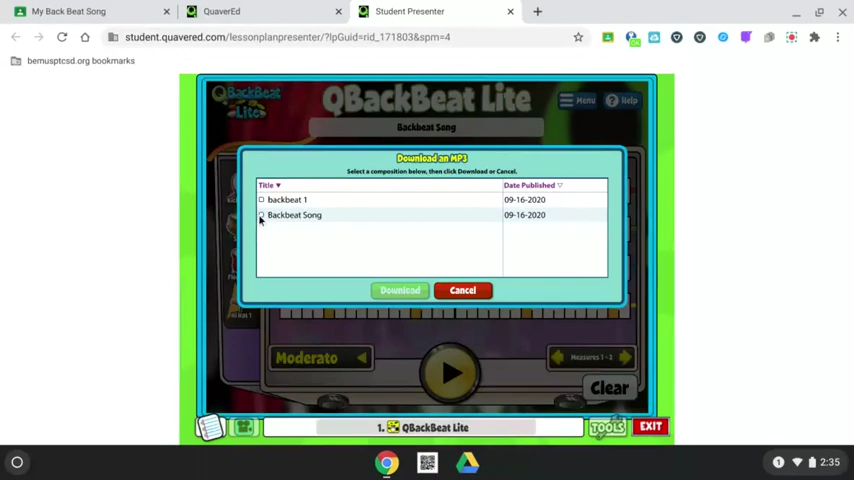 My Back Beat Song
QuaverEd
Student Presenter
student.quavered.com/lessonplanpresenter/?lpGuid=rid_171803&spm=4
bemusptcsd.org bookmarks
QBackBeat
Lite
QBackBeat Lite
Menu
Help
Backbeat Song
Download an MP3
Select a composition below, then click Download or Cancel.
Title
Date Published
backbeat 1
09-16-2020
Backbeat Song
09-16-2020
Download
Cancel
Moderato
Measures 1 - 2
Clear
1. QBackBeat Lite
TOOLS
EXIT
1
2:35